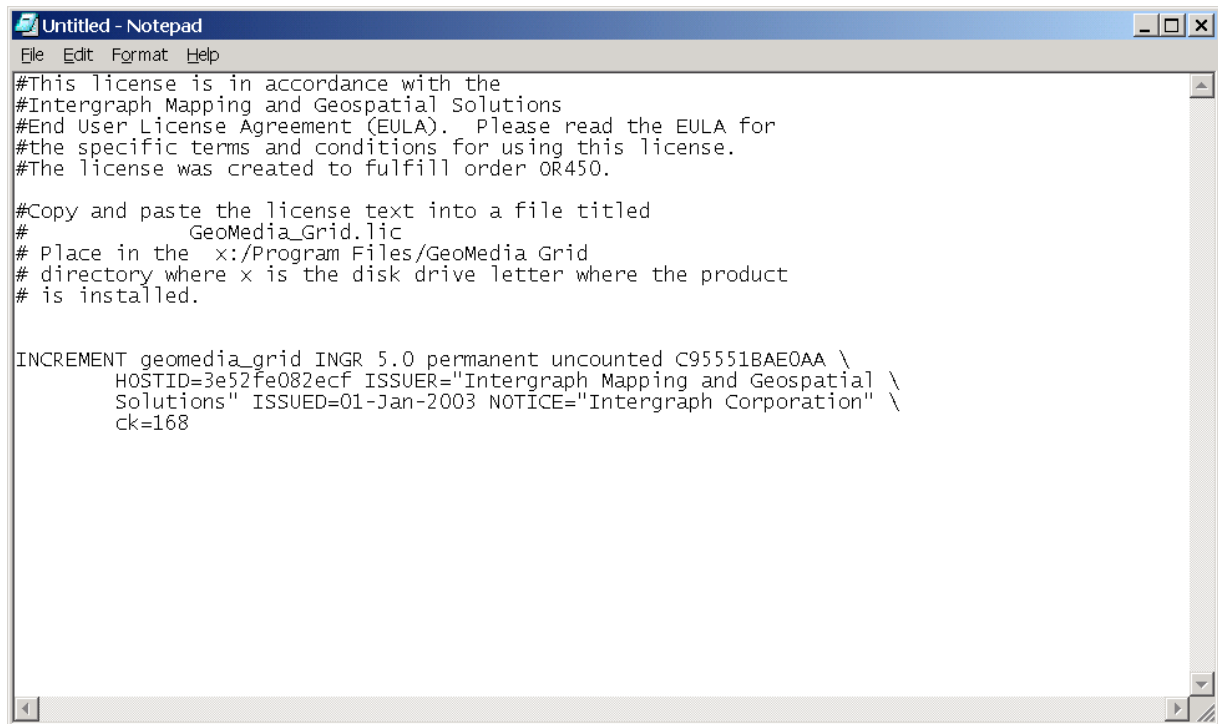 Untitled - Notepad
File Edit Format Help
#This license is in accordance with the
#Intergraph Mapping and Geospatial Solutions
#End User License Agreement (EULA).  Please read the EULA for
#the specific terms and conditions for using this license.
#The license was created to fulfill order OR450.
#Copy and paste the license text into a file titled
#               GeoMedia_Grid.lic
# Place in the  x:/Program Files/GeoMedia Grid
# directory where x is the disk drive letter where the product
# is installed.
INCREMENT geomedia_grid INGR 5.0 permanent uncounted C95551BAE0AA \
        HOSTID=3e52fe082ecf ISSUER="Intergraph Mapping and Geospatial \
        Solutions" ISSUED=01-Jan-2003 NOTICE="Intergraph Corporation" \
        ck=168